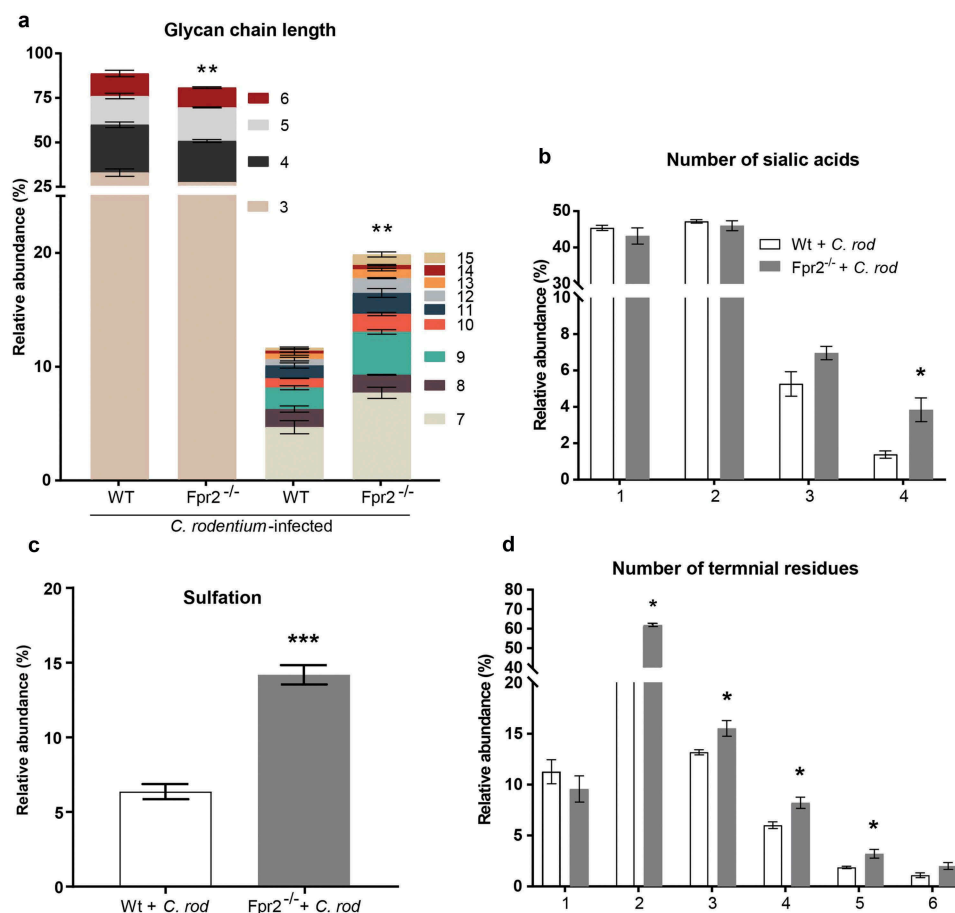 a
Glycan chain length
Relative abundance (%)
100
75
50
25
20
10
0
**
6
5
4
3
**
15
14
13
12
11
10
9
8
7
WT
Fpr2-/-
WT
Fpr2-/-
C. rodentium-infected
b
Number of sialic acids
Relative abundance (%)
50
40
30
10
8
6
4
2
0
Wt + C. rod
Fpr2-/- + C. rod
*
1
2
3
4
c
Sulfation
Relative abundance (%)
20
15
10
5
0
***
Wt + C. rod
Fpr2-/- + C. rod
d
Number of termnial residues
Relative abundance (%)
80
70
60
50
40
20
15
10
5
0
*
*
*
*
1
2
3
4
5
6